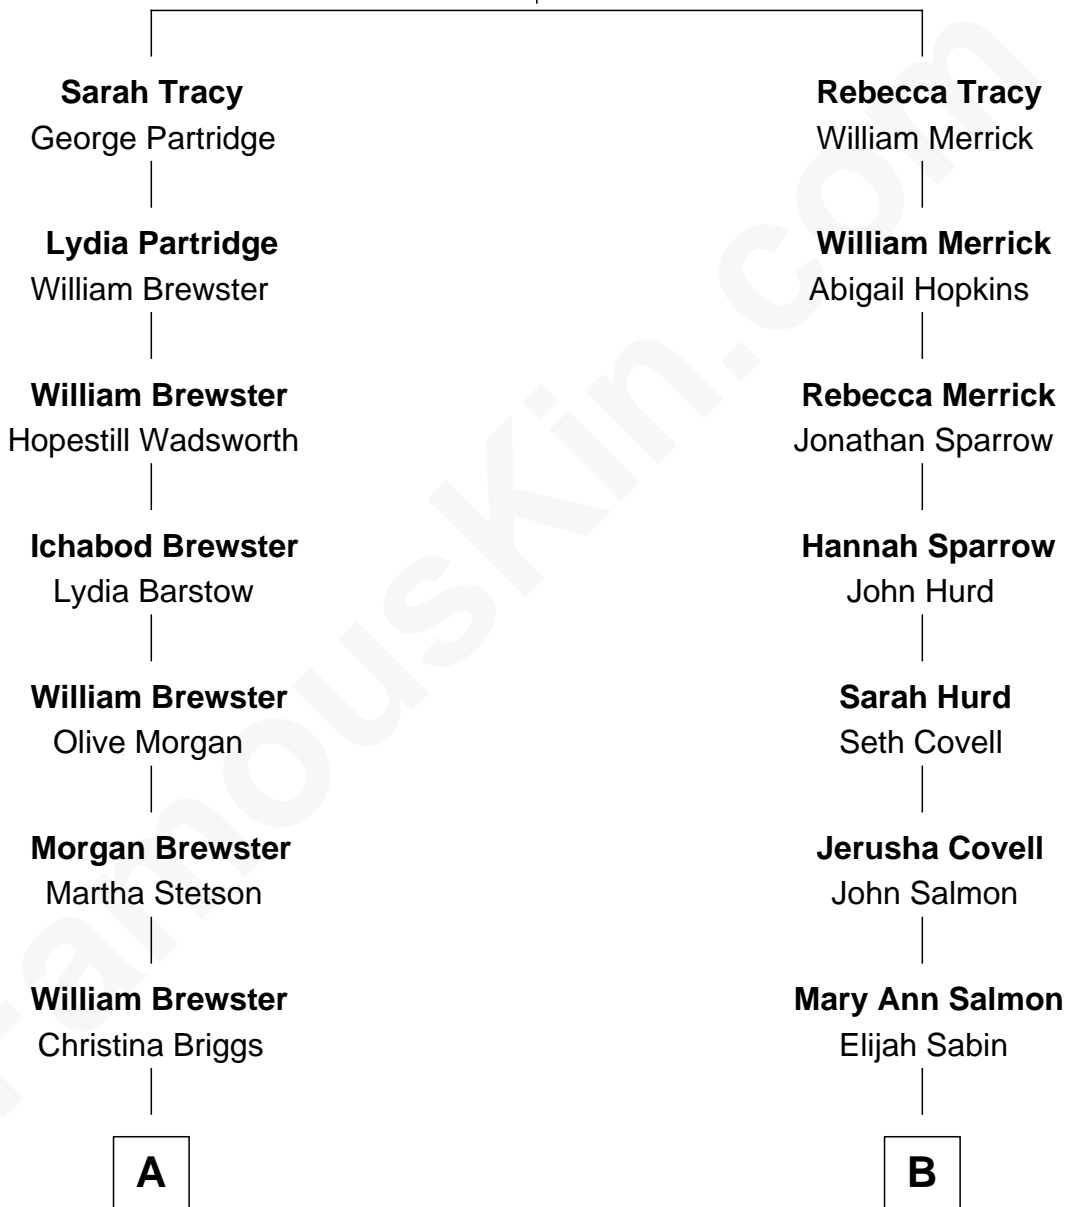 Sarah Tracy
George Partridge
Lydia Partridge
William Brewster
William Brewster
Hopestill Wadsworth
Ichabod Brewster
Lydia Barstow
William Brewster
Olive Morgan
Morgan Brewster
Martha Stetson
William Brewster
Christina Briggs
A
Rebecca Tracy
William Merrick
William Merrick
Abigail Hopkins
Rebecca Merrick
Jonathan Sparrow
Hannah Sparrow
John Hurd
Sarah Hurd
Seth Covell
Jerusha Covell
John Salmon
Mary Ann Salmon
Elijah Sabin
B
FamousKin.com